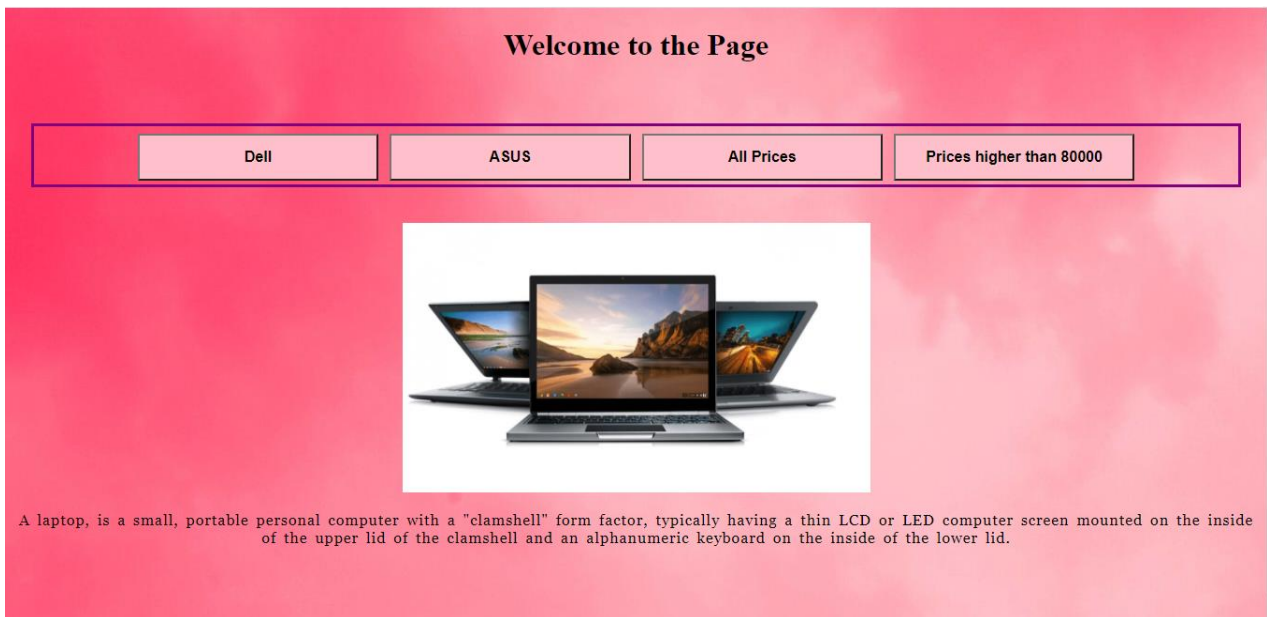 Welcome to the Page
Dell
ASUS
All Prices
Prices higher than 80000
A laptop, is a small, portable personal computer with a "clamshell" form factor, typically having a thin LCD or LED computer screen mounted on the inside
of the upper lid of the clamshell and an alphanumeric keyboard on the inside of the lower lid.